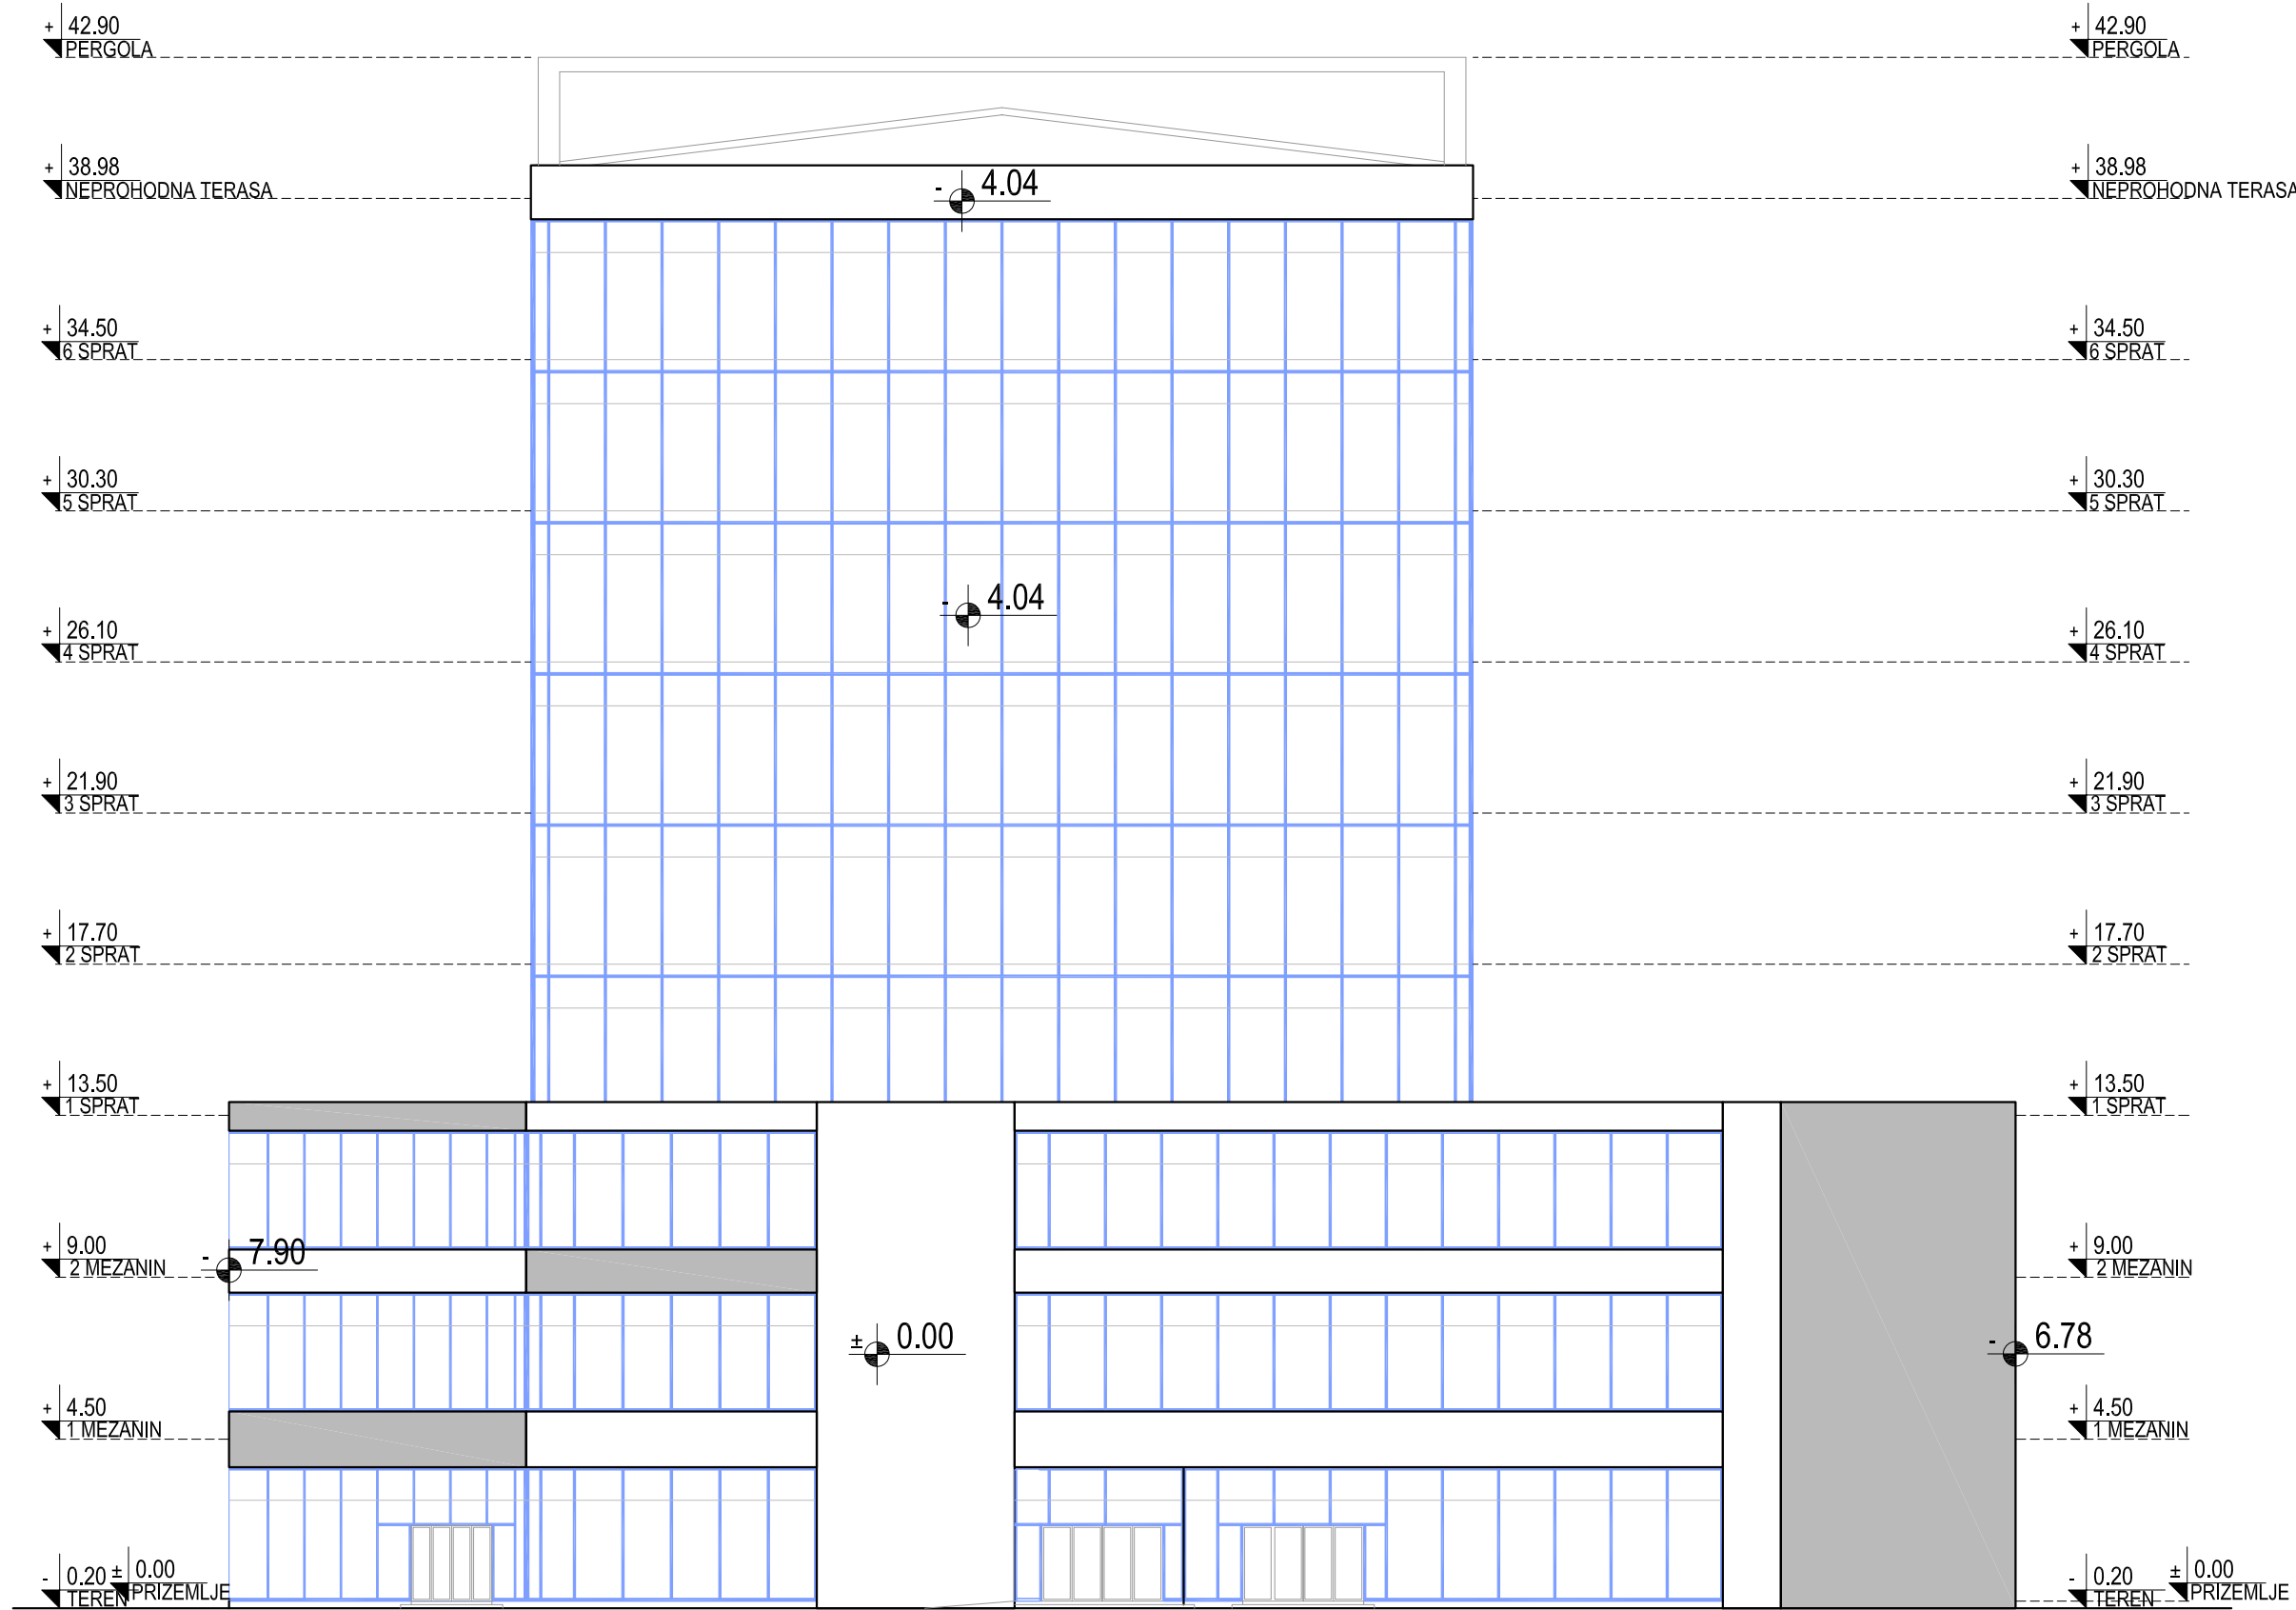 + 42.90 + 42.90
PERGOLA PERGOLA
+ 38.98 - 4.04 + 38.98
NEPROHODNA TERASA NEPROHODNA TERASA
+ 34.50 + 34.50
6 SPRAT 6 SPRAT
+ 30.30 + 30.30
5 SPRAT 5 SPRAT
- 4.04
+ 26.10 + 26.10
4 SPRAT 4 SPRAT
+ 21.90 + 21.90
3 SPRAT 3 SPRAT
+ 17.70 + 17.70
2 SPRAT 2 SPRAT
+ 13.50 + 13.50
1 SPRAT 1 SPRAT
+ 9.00 - 7.90 + 9.00
2 MEZANIN 2 MEZANIN
± 0.00 - 6.78
+ 4.50 + 4.50
1 MEZANIN 1 MEZANIN
- 0.20 ± 0.00 - 0.20 ± 0.00
TEREN PRIZEMLJE TEREN PRIZEMLJE